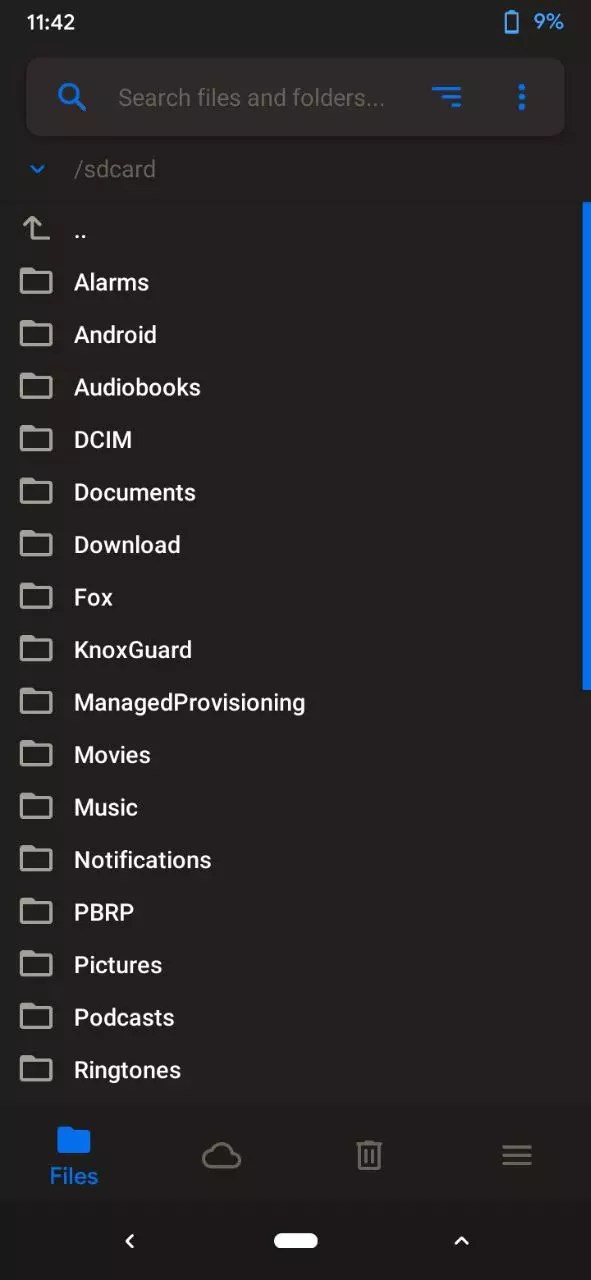 11:42
9%
Search files and folders...
/sdcard
..
Alarms
Android
Audiobooks
DCIM
Documents
Download
Fox
KnoxGuard
ManagedProvisioning
Movies
Music
Notifications
PBRP
Pictures
Podcasts
Ringtones
Files